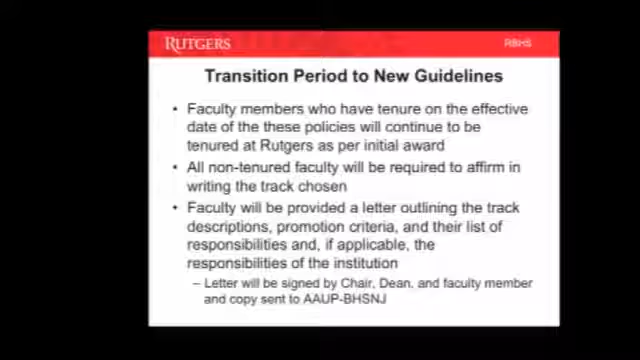 RUTGERS
RBHS
Transition Period to New Guidelines
• Faculty members who have tenure on the effective
date of the these policies will continue to be
tenured at Rutgers as per initial award
• All non-tenured faculty will be required to affirm in
writing the track chosen
• Faculty will be provided a letter outlining the track
descriptions, promotion criteria, and their list of
responsibilities and, if applicable, the
responsibilities of the institution
– Letter will be signed by Chair, Dean, and faculty member
and copy sent to AAUP-BHSNJ